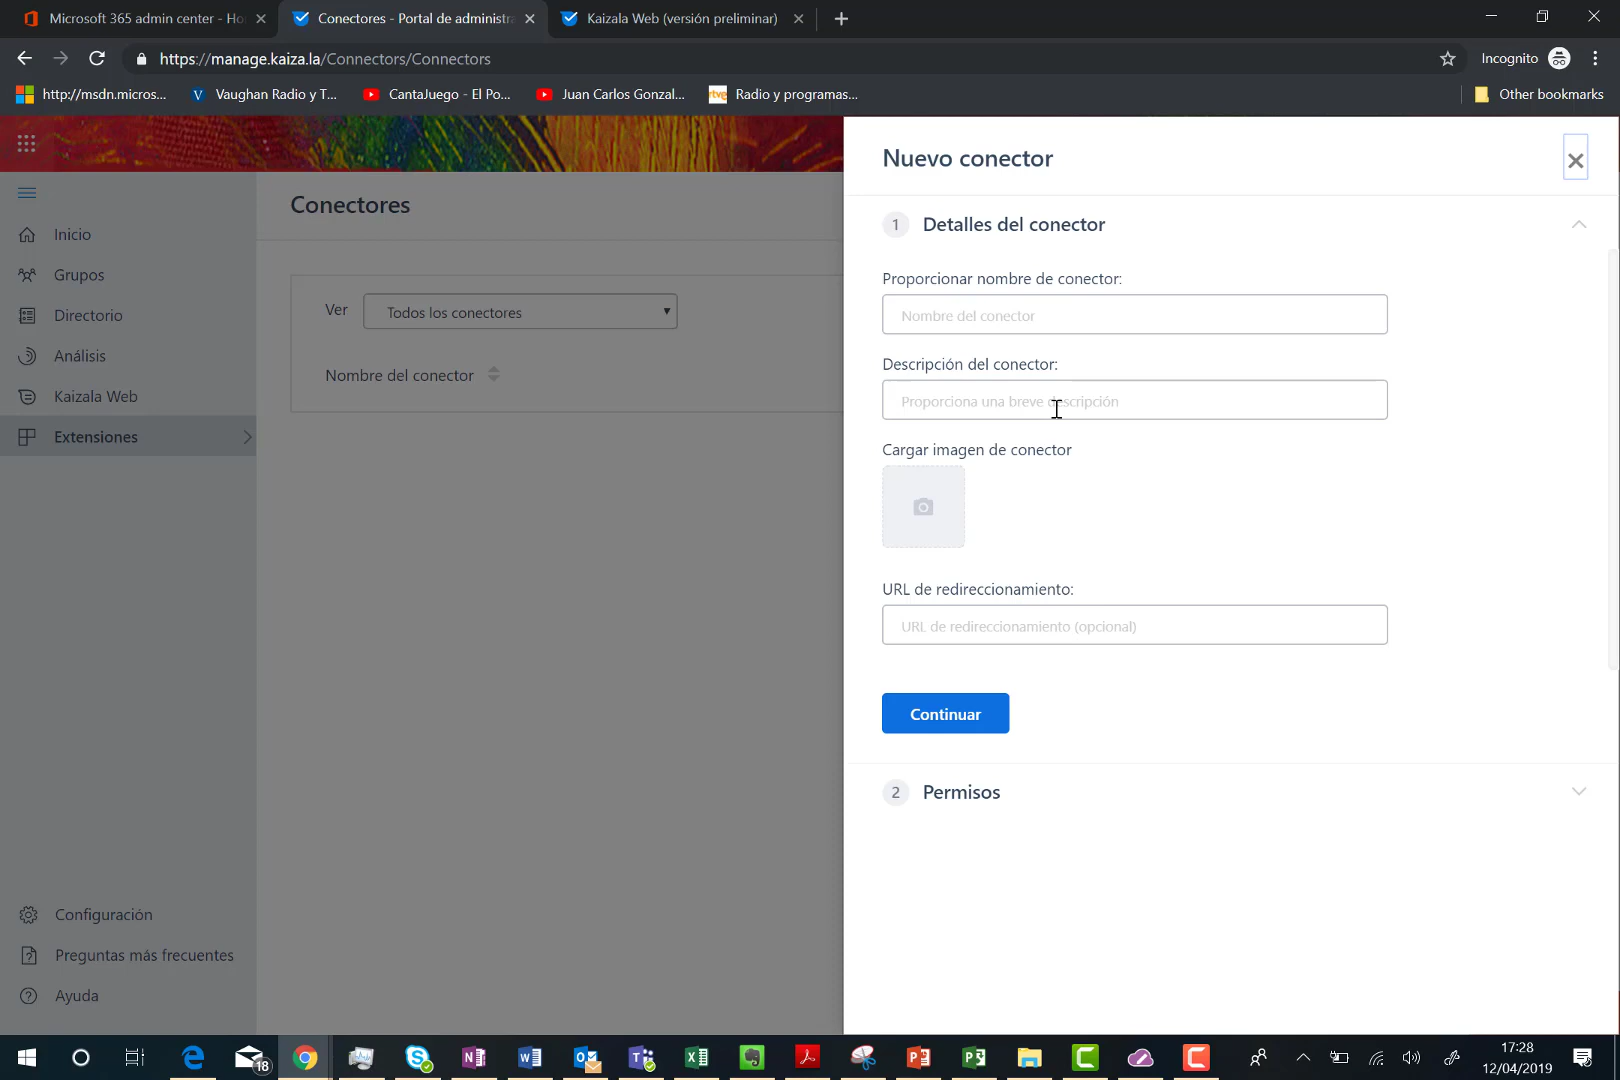 Microsoft 365 admin center - Ho
Conectores - Portal de administra
Kaizala Web (versión preliminar)
https://manage.kaiza.la/Connectors/Connectors
Incognito
http://msdn.micros...
Vaughan Radio y T...
CantaJuego - El Po...
Juan Carlos Gonzal...
rtve
Radio y programas...
Other bookmarks
Inicio
Grupos
Directorio
Análisis
Kaizala Web
Extensiones
Configuración
Preguntas más frecuentes
Ayuda
Conectores
Ver
Todos los conectores
Nombre del conector
Nuevo conector
1 Detalles del conector
Proporcionar nombre de conector:
Nombre del conector
Descripción del conector:
Proporciona una breve descripción
Cargar imagen de conector
URL de redireccionamiento:
URL de redireccionamiento (opcional)
Continuar
2 Permisos
18
17:28
12/04/2019